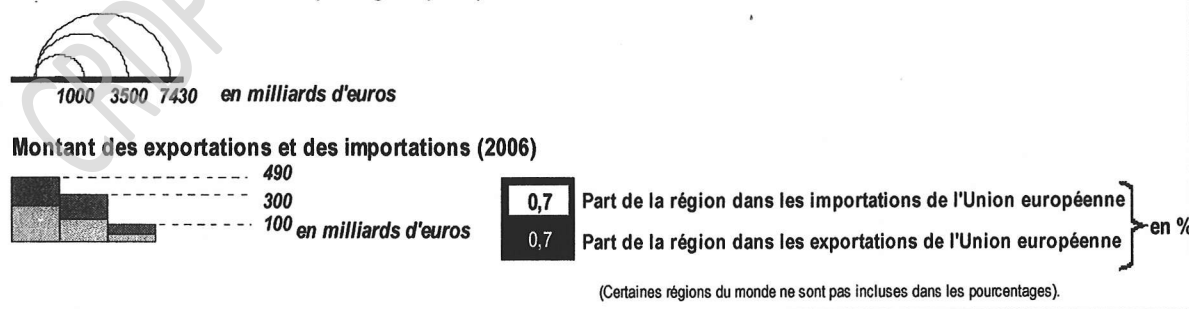 1000 3500 7430 en milliards d'euros
Montant des exportations et des importations (2006)
490
300
100 en milliards d'euros
0,7 Part de la région dans les importations de l'Union européenne
0,7 Part de la région dans les exportations de l'Union européenne
en %
(Certaines régions du monde ne sont pas incluses dans les pourcentages).